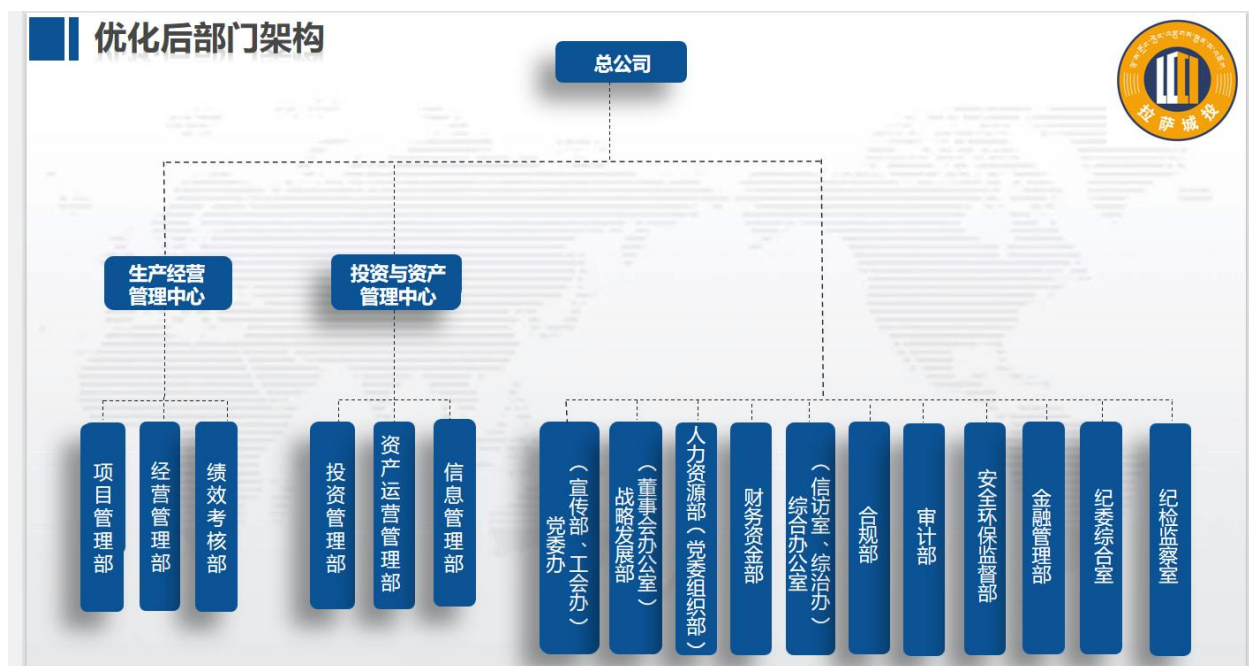 优化后部门架构
总公司
拉萨城投
生产经营
管理中心
投资与资产
管理中心
项目管理部
经营管理部
绩效考核部
投资管理部
资产运营管理部
信息管理部
党委办
（宣传部、工会办）
战略发展部
（董事会办公室）
人力资源部（党委组织部）
财务资金部
综合办公室
（信访室、综治办）
合规部
审计部
安全环保监督部
金融管理部
纪委综合室
纪检监察室